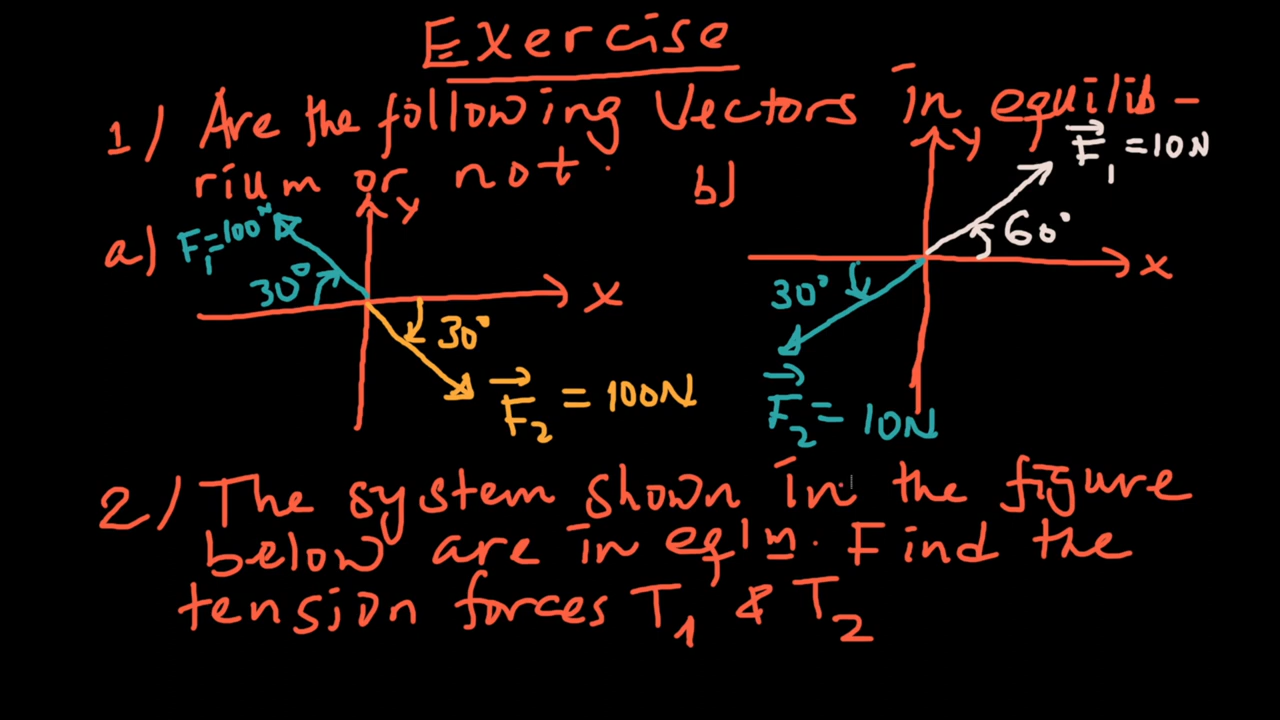 Exercise
1) Are the following Vectors in equilib-
rium or not.
a) F₁=100N
30°
Y
X
30°
F₂ = 100N
b)
Y
F₁ = 10N
60°
X
30°
F₂ = 10N
2) The system shown in the figure
below are in eqlm. Find the
tension forces T₁ & T₂